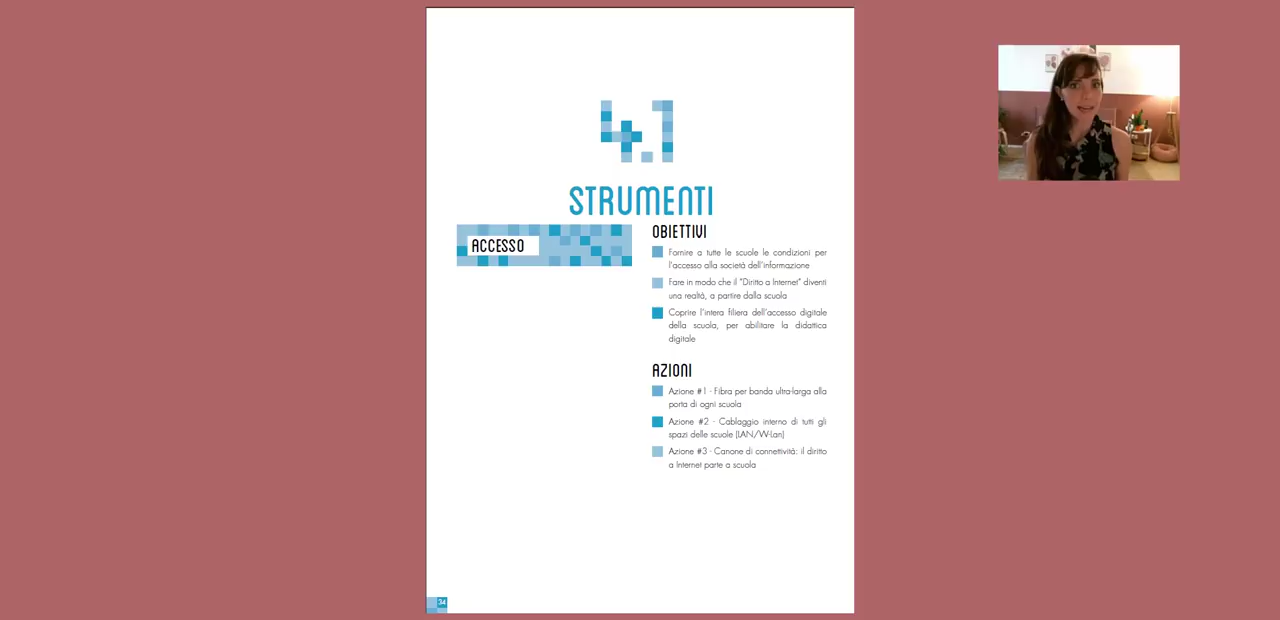 4.1
STRUMENTI
ACCESSO
OBIETTIVI
Fornire a tutte le scuole le condizioni per
l'accesso alla società dell'informazione
Fare in modo che il "Diritto a Internet" diventi
una realtà, a partire dalla scuola
Coprire l'intera filiera dell'accesso digitale
della scuola, per abilitare la didattica
digitale
AZIONI
Azione #1 - Fibra per banda ultra-larga alla
porta di ogni scuola
Azione #2 - Cablaggio interno di tutti gli
spazi delle scuole (LAN/W-Lan)
Azione #3 - Canone di connettività: il diritto
a Internet parte a scuola
34